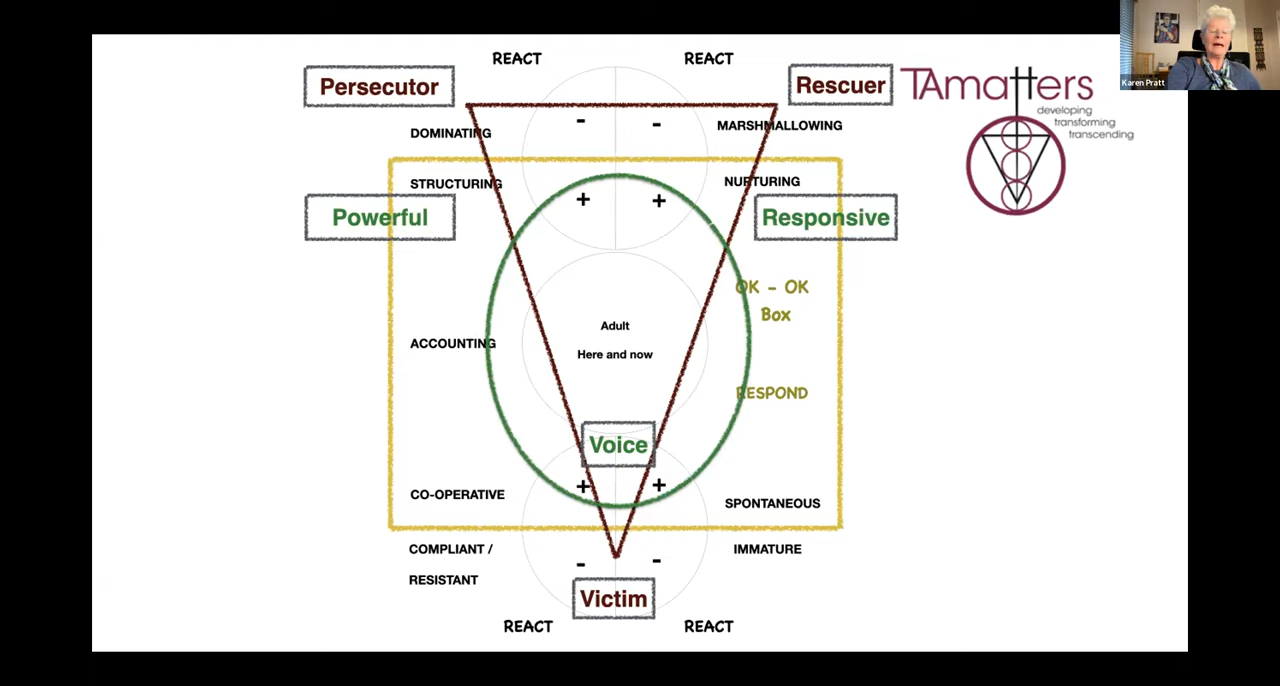 REACT
REACT
Persecutor
Rescuer
TAmatters
developing
transforming
transcending
Karen Pratt
DOMINATING
- -
MARSHMALLOWING
STRUCTURING
NURTURING
+ +
Powerful
Responsive
OK - OK
Box
Adult
ACCOUNTING
Here and now
RESPOND
Voice
+ +
CO-OPERATIVE
SPONTANEOUS
COMPLIANT /
RESISTANT
IMMATURE
- -
Victim
REACT
REACT